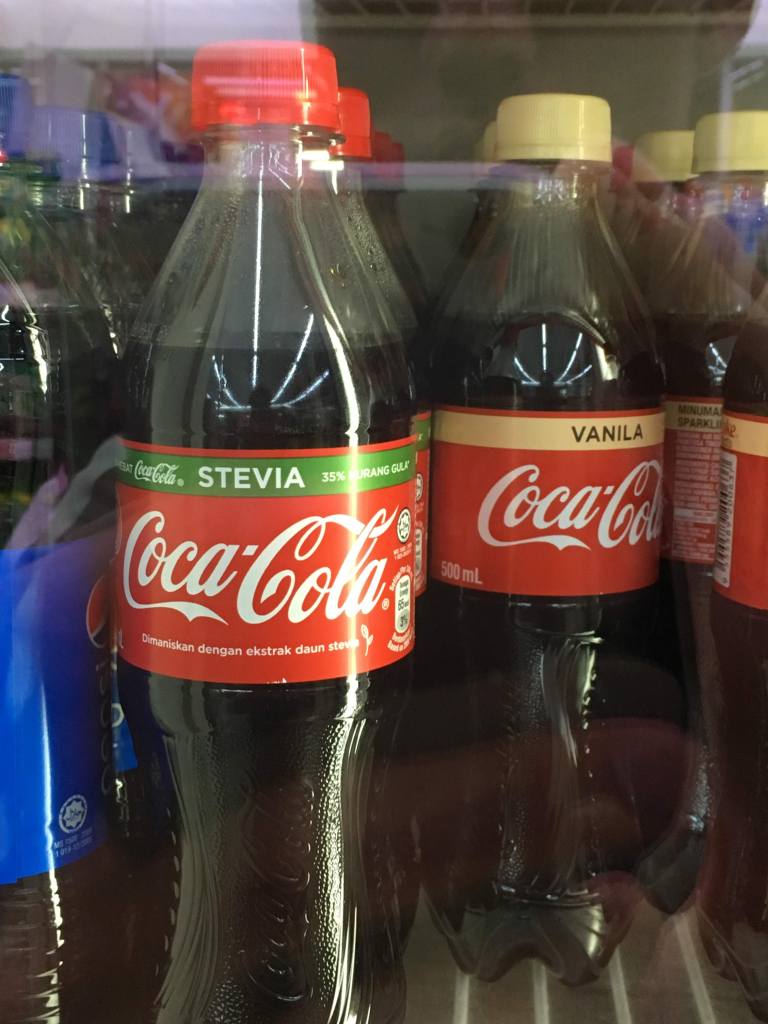 Coca-Cola® STEVIA 35% KURANG GULA*
Coca-Cola®
Dimaniskan dengan ekstrak daun stevia
VANILA
Coca-Cola
500 mL
MINUMAN
SPARKLI